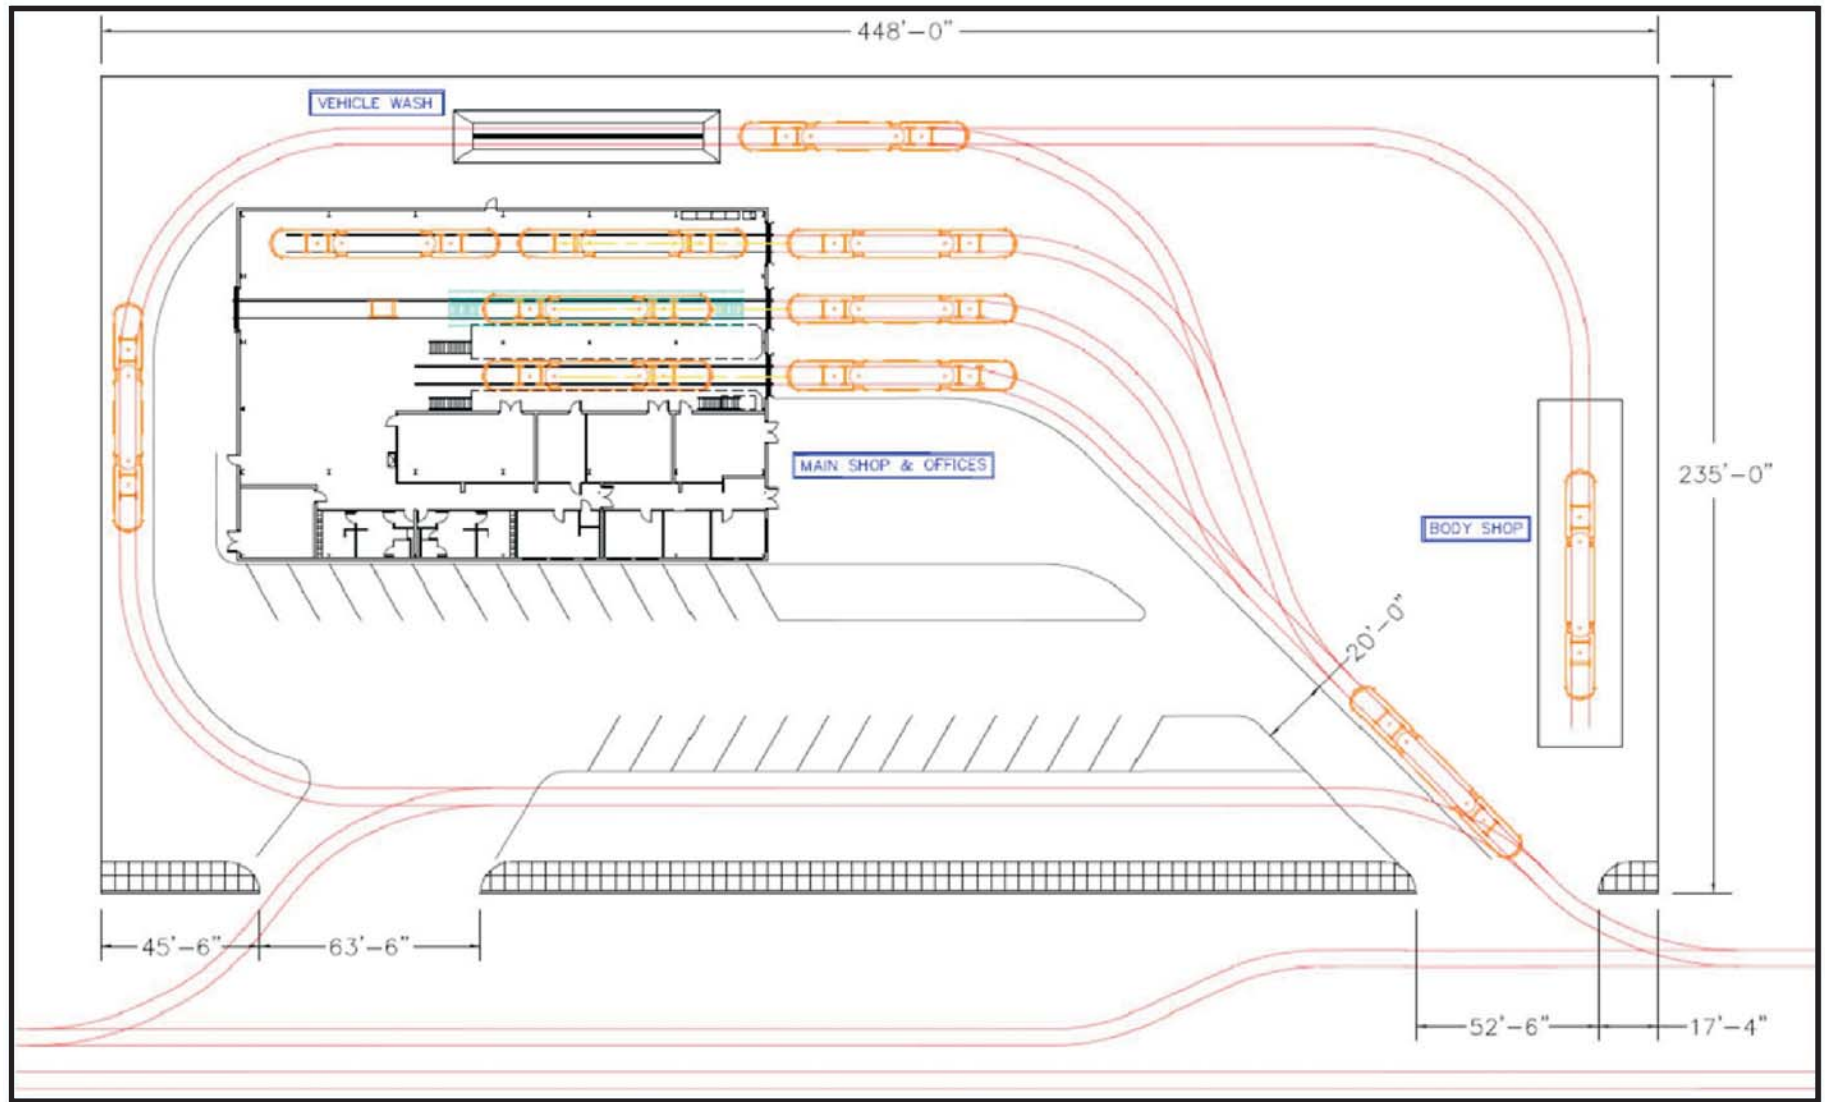 448'-0"
VEHICLE WASH
MAIN SHOP & OFFICES
235'-0"
BODY SHOP
20'-0"
45'-6"
63'-6"
52'-6"
17'-4"